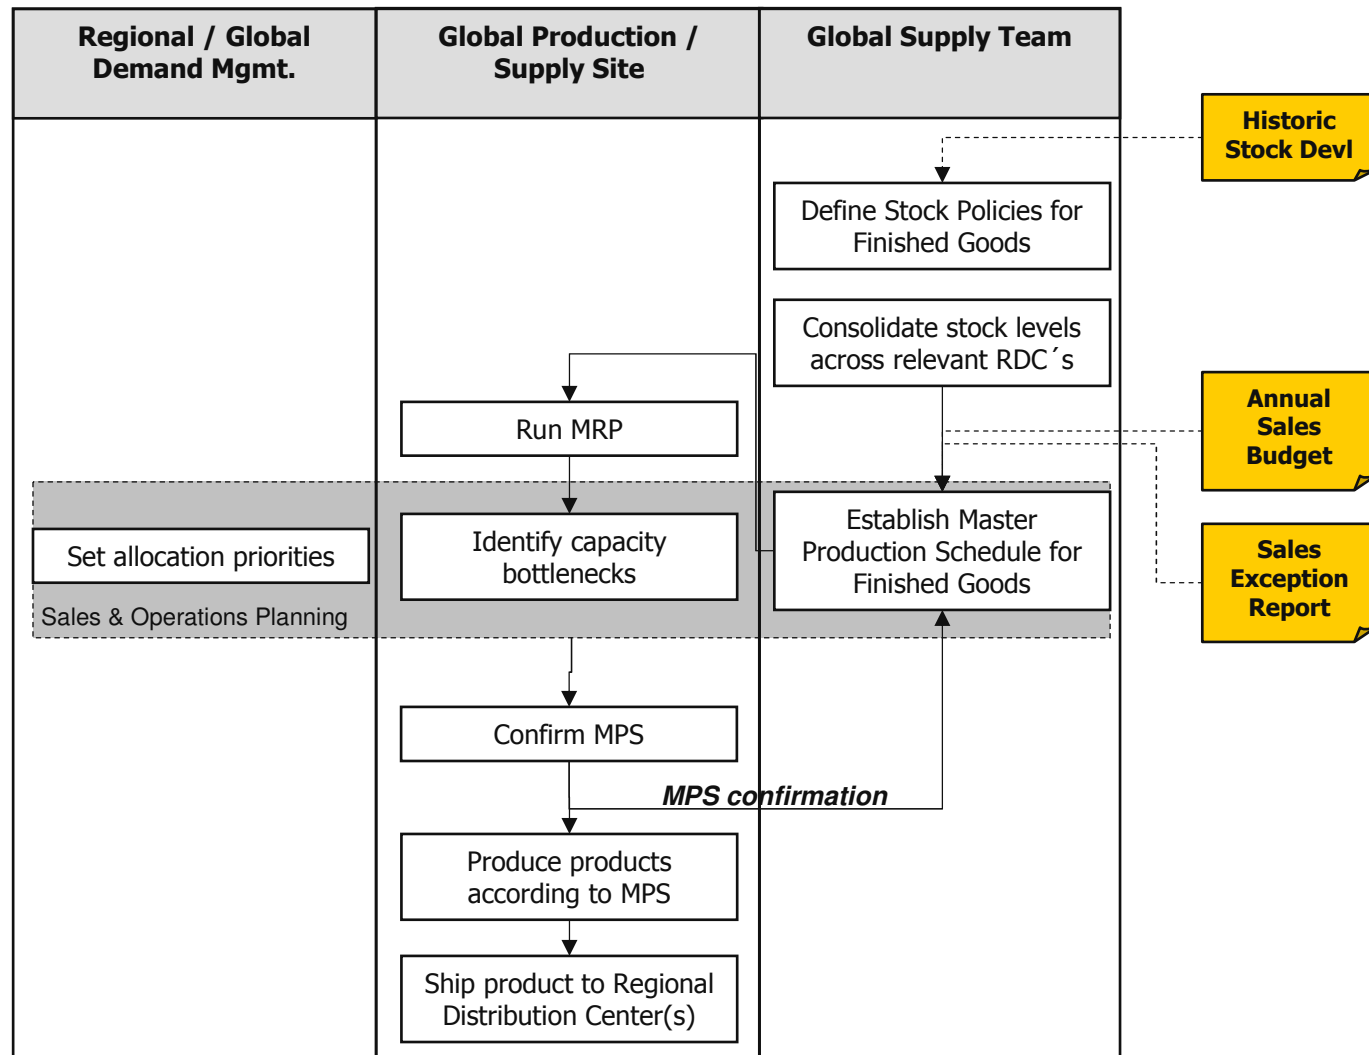 Regional / Global
Demand Mgmt.
Global Production /
Supply Site
Global Supply Team
Historic
Stock Devl
Define Stock Policies for
Finished Goods
Consolidate stock levels
across relevant RDC´s
Run MRP
Annual
Sales
Budget
Set allocation priorities
Identify capacity
bottlenecks
Establish Master
Production Schedule for
Finished Goods
Sales & Operations Planning
Sales
Exception
Report
Confirm MPS
MPS confirmation
Produce products
according to MPS
Ship product to Regional
Distribution Center(s)